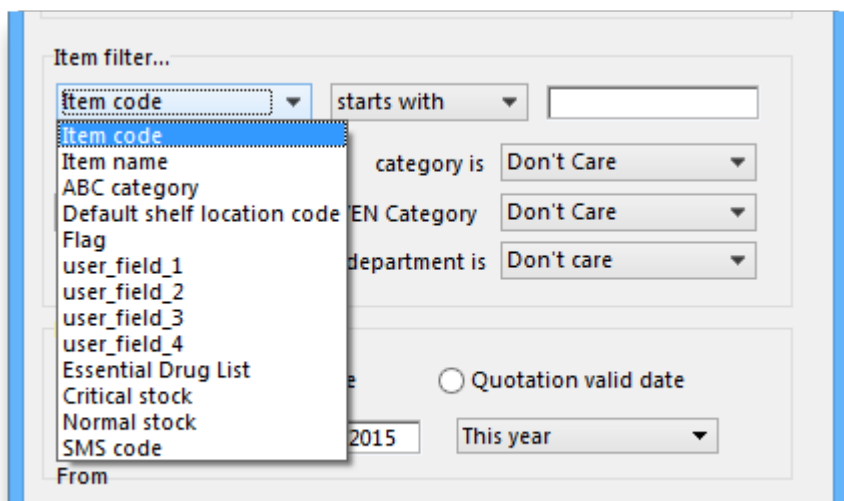 Item filter...
Item code starts with
Item code
Item name
category is Don't Care
ABC category
Default shelf location code EN Category Don't Care
Flag
user_field_1 department is Don't care
user_field_2
user_field_3
user_field_4
Essential Drug List
e Quotation valid date
Critical stock
Normal stock
2015 This year
SMS code
From